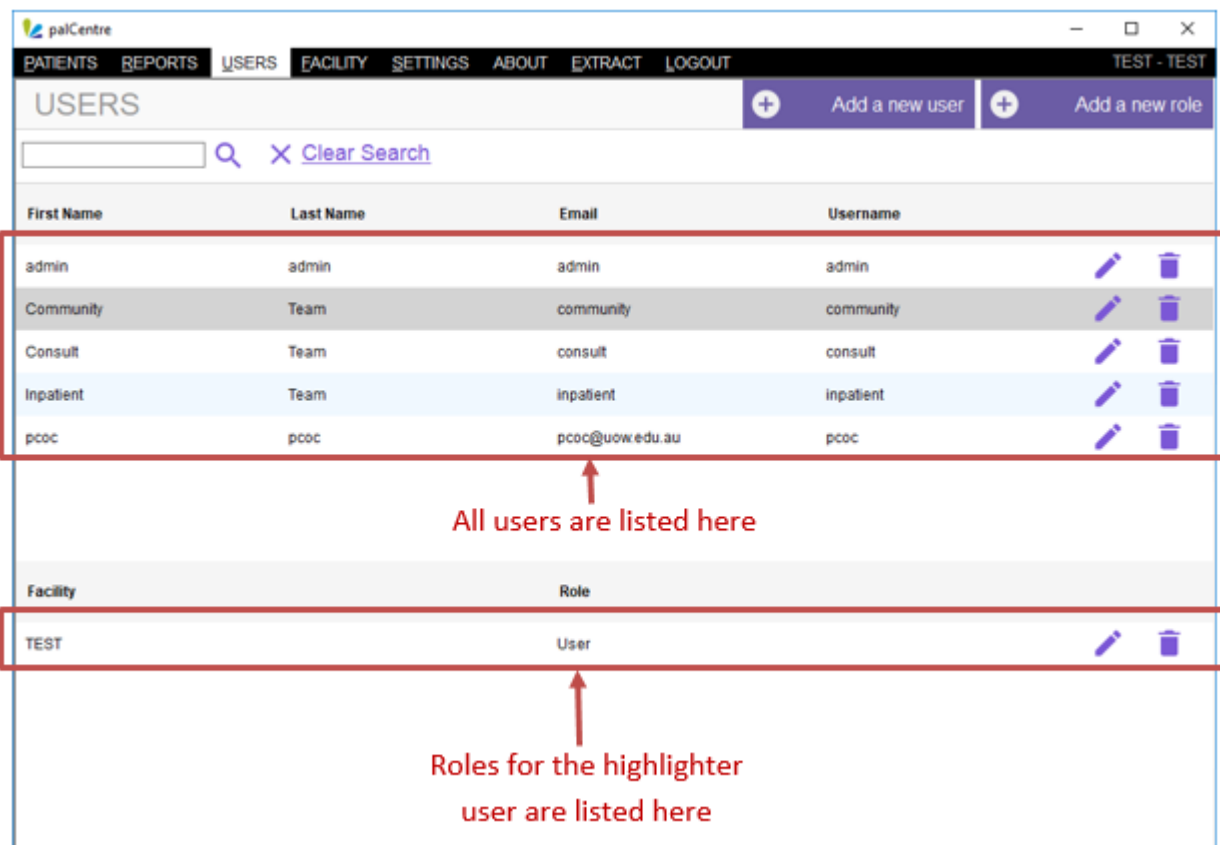 palCentre
PATIENTS REPORTS USERS FACILITY SETTINGS ABOUT EXTRACT LOGOUT TEST - TEST
USERS Add a new user Add a new role
Clear Search
First Name Last Name Email Username
admin admin admin admin
Community Team community community
Consult Team consult consult
Inpatient Team inpatient inpatient
pcoc pcoc pcoc@uow.edu.au pcoc
All users are listed here
Facility Role
TEST User
Roles for the highlighter
user are listed here